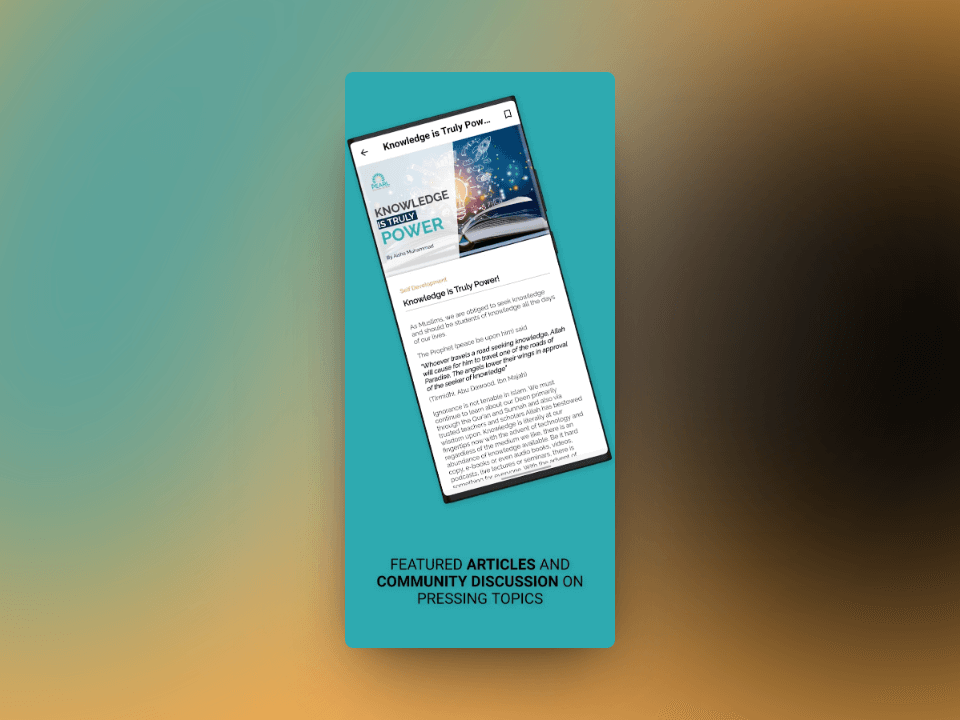 Knowledge is Truly Pow...
PEARL
KNOWLEDGE
IS TRULY
POWER
By Aisha Muhammad
Self Development
Knowledge is Truly Power!
As Muslims, we are obliged to seek knowledge
and should be students of knowledge all the days
of our lives.
The Prophet (peace be upon him) said:
"Whoever travels a road seeking knowledge, Allah
will cause for him to travel one of the roads of
Paradise. The angels lower their wings in approval
of the seeker of knowledge"
(Tirmidhi, Abu Dawood, Ibn Majah)
Ignorance is not tenable in Islam. We must
continue to learn about our Deen primarily
through the Qur'an and Sunnah and also via
trusted teachers and scholars Allah has bestowed
wisdom upon. Knowledge is literally at our
fingertips now with the advent of technology and
regardless of the medium we like, there is an
abundance of knowledge available. Be it hard
copy, e-books or even audio books, videos,
podcasts, live lectures or seminars, there is
something for everyone. With the advent of
FEATURED ARTICLES AND
COMMUNITY DISCUSSION ON
PRESSING TOPICS